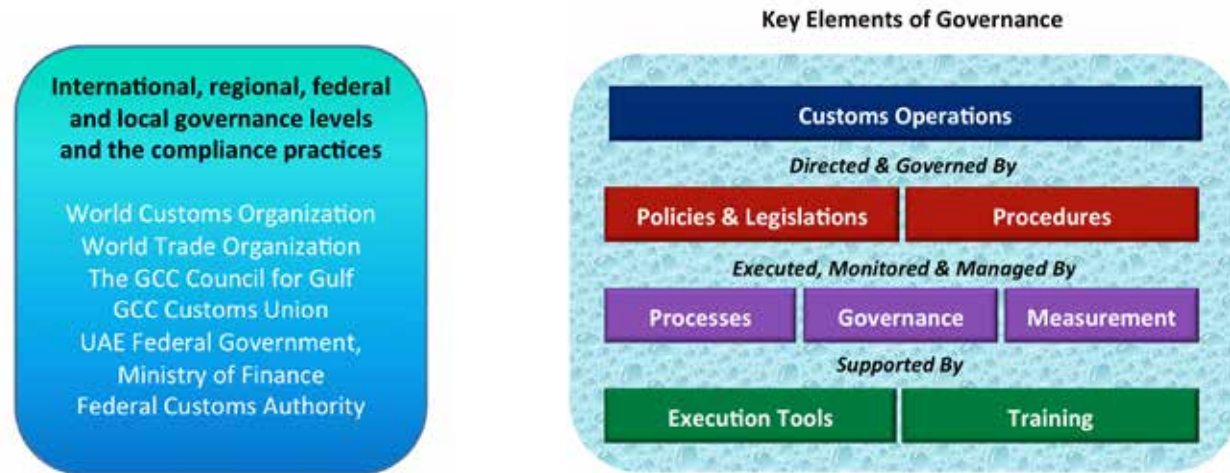 International, regional, federal
and local governance levels
and the compliance practices
World Customs Organization
World Trade Organization
The GCC Council for Gulf
GCC Customs Union
UAE Federal Government,
Ministry of Finance
Federal Customs Authority
Key Elements of Governance
Customs Operations
Directed & Governed By
Policies & Legislations
Procedures
Executed, Monitored & Managed By
Processes
Governance
Measurement
Supported By
Execution Tools
Training